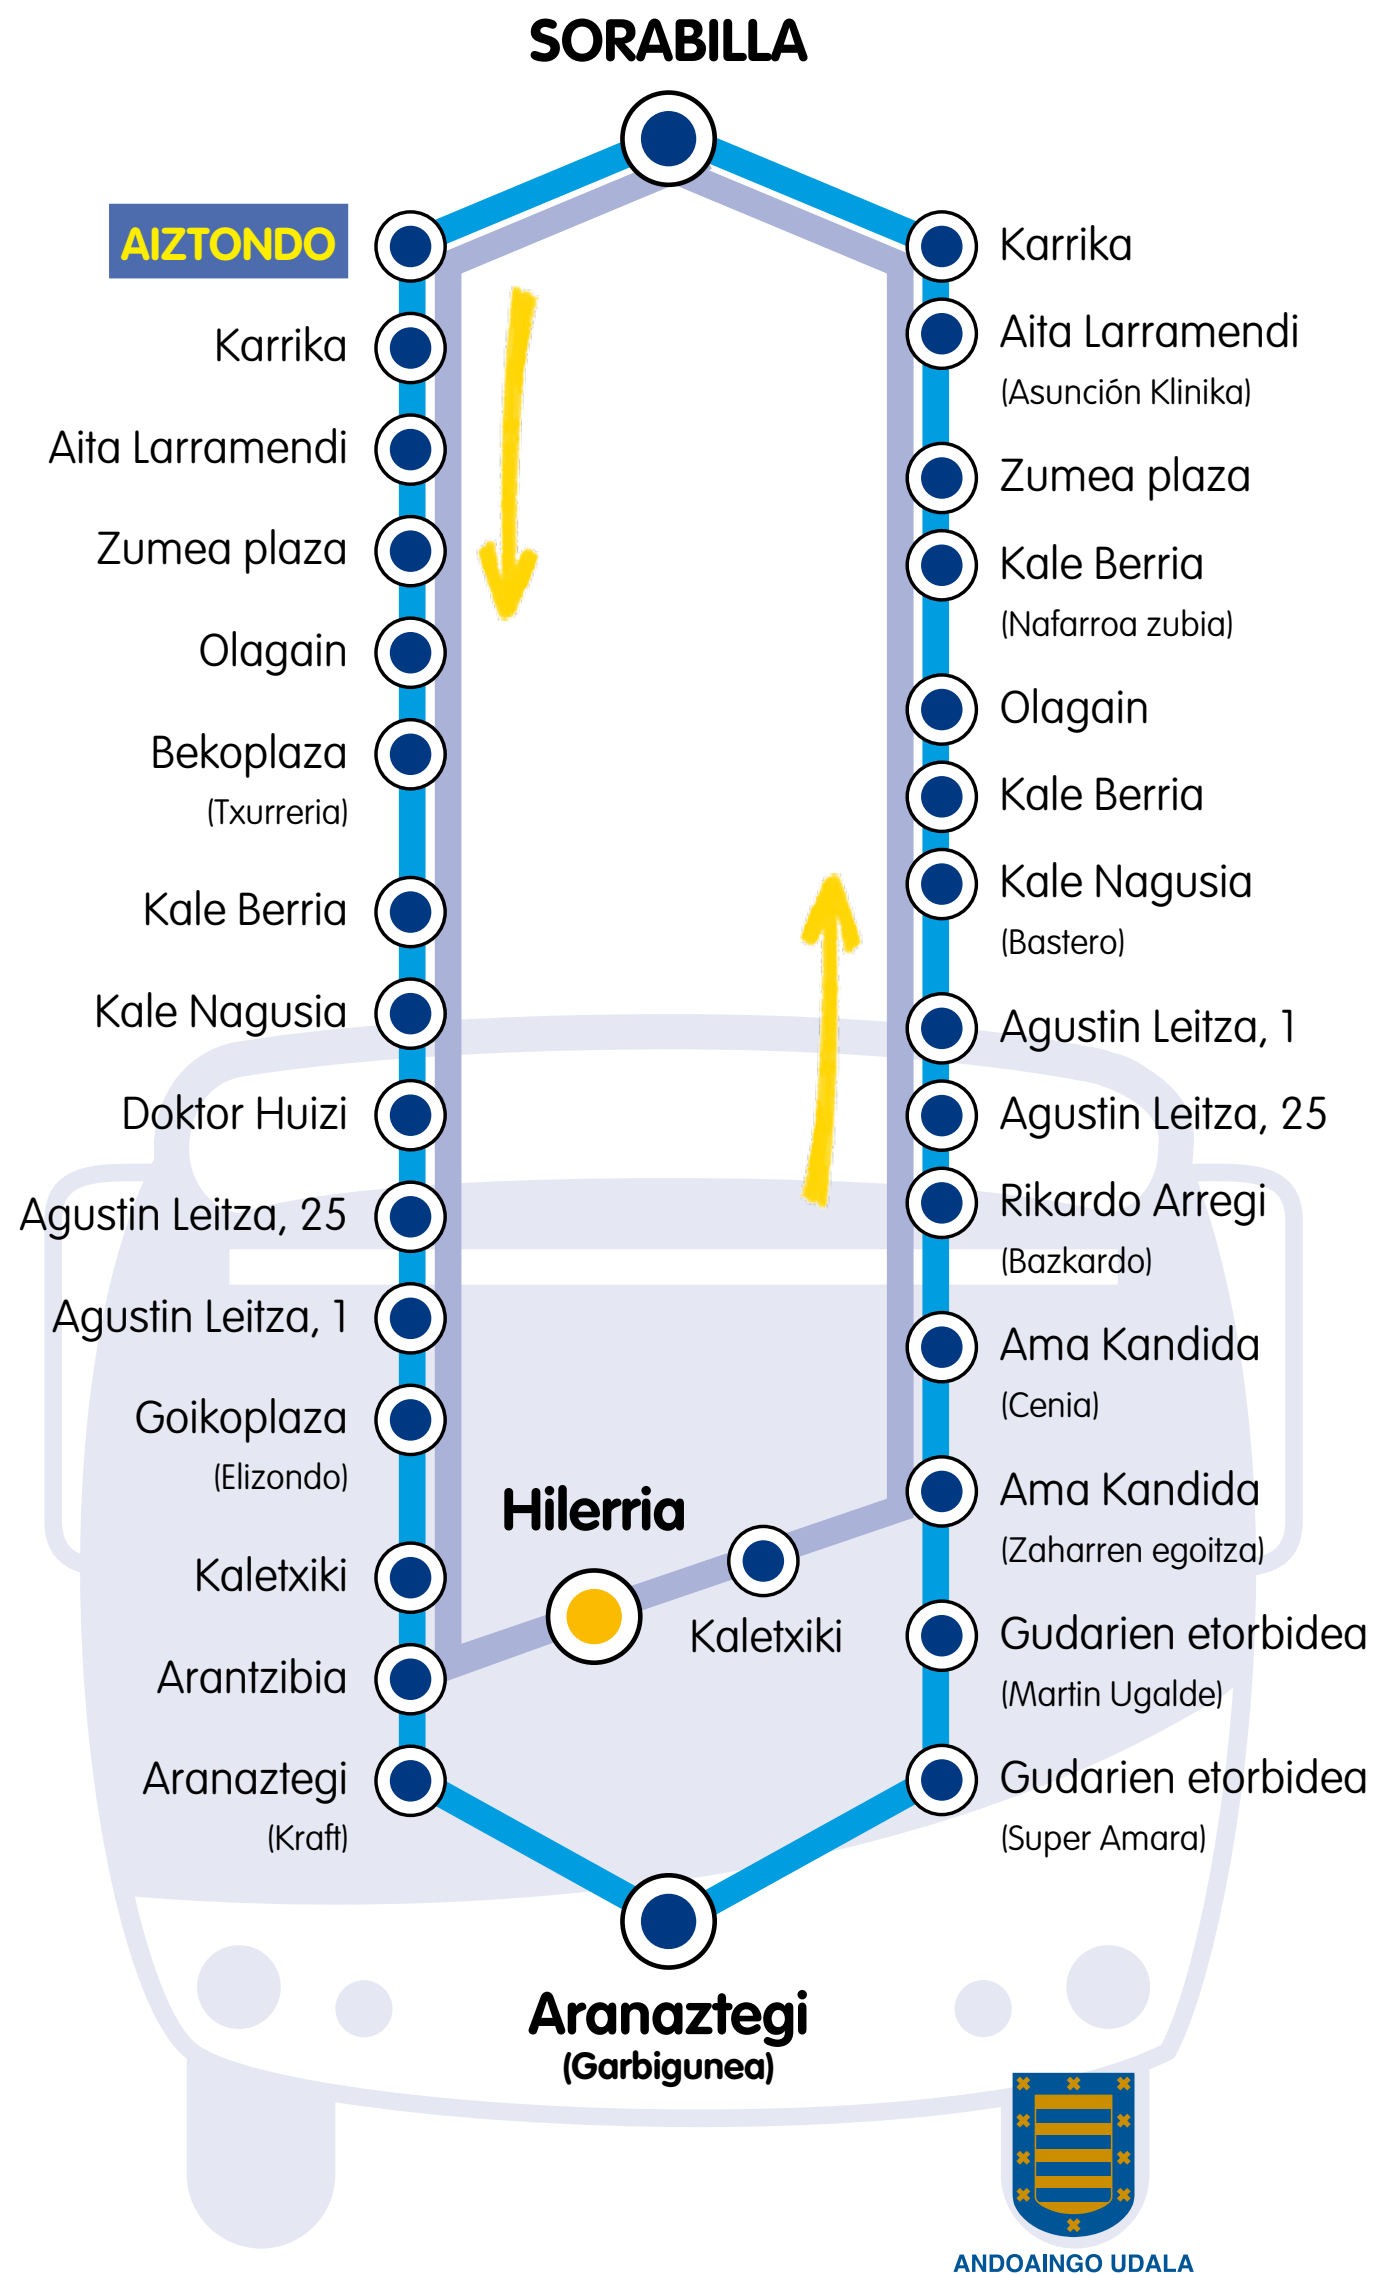 SORABILLA
AIZTONDO
Karrika
Aita Larramendi
Zumea plaza
Olagain
Bekoplaza
(Txurreria)
Kale Berria
Kale Nagusia
Doktor Huizi
Agustin Leitza, 25
Agustin Leitza, 1
Goikoplaza
(Elizondo)
Kaletxiki
Arantzibia
Aranaztegi
(Kraft)
Hilerria
Kaletxiki
Karrika
Aita Larramendi
(Asunción Klinika)
Zumea plaza
Kale Berria
(Nafarroa zubia)
Olagain
Kale Berria
Kale Nagusia
(Bastero)
Agustin Leitza, 1
Agustin Leitza, 25
Rikardo Arregi
(Bazkardo)
Ama Kandida
(Cenia)
Ama Kandida
(Zaharren egoitza)
Gudarien etorbidea
(Martin Ugalde)
Gudarien etorbidea
(Super Amara)
Aranaztegi
(Garbigunea)
ANDOAINGO UDALA